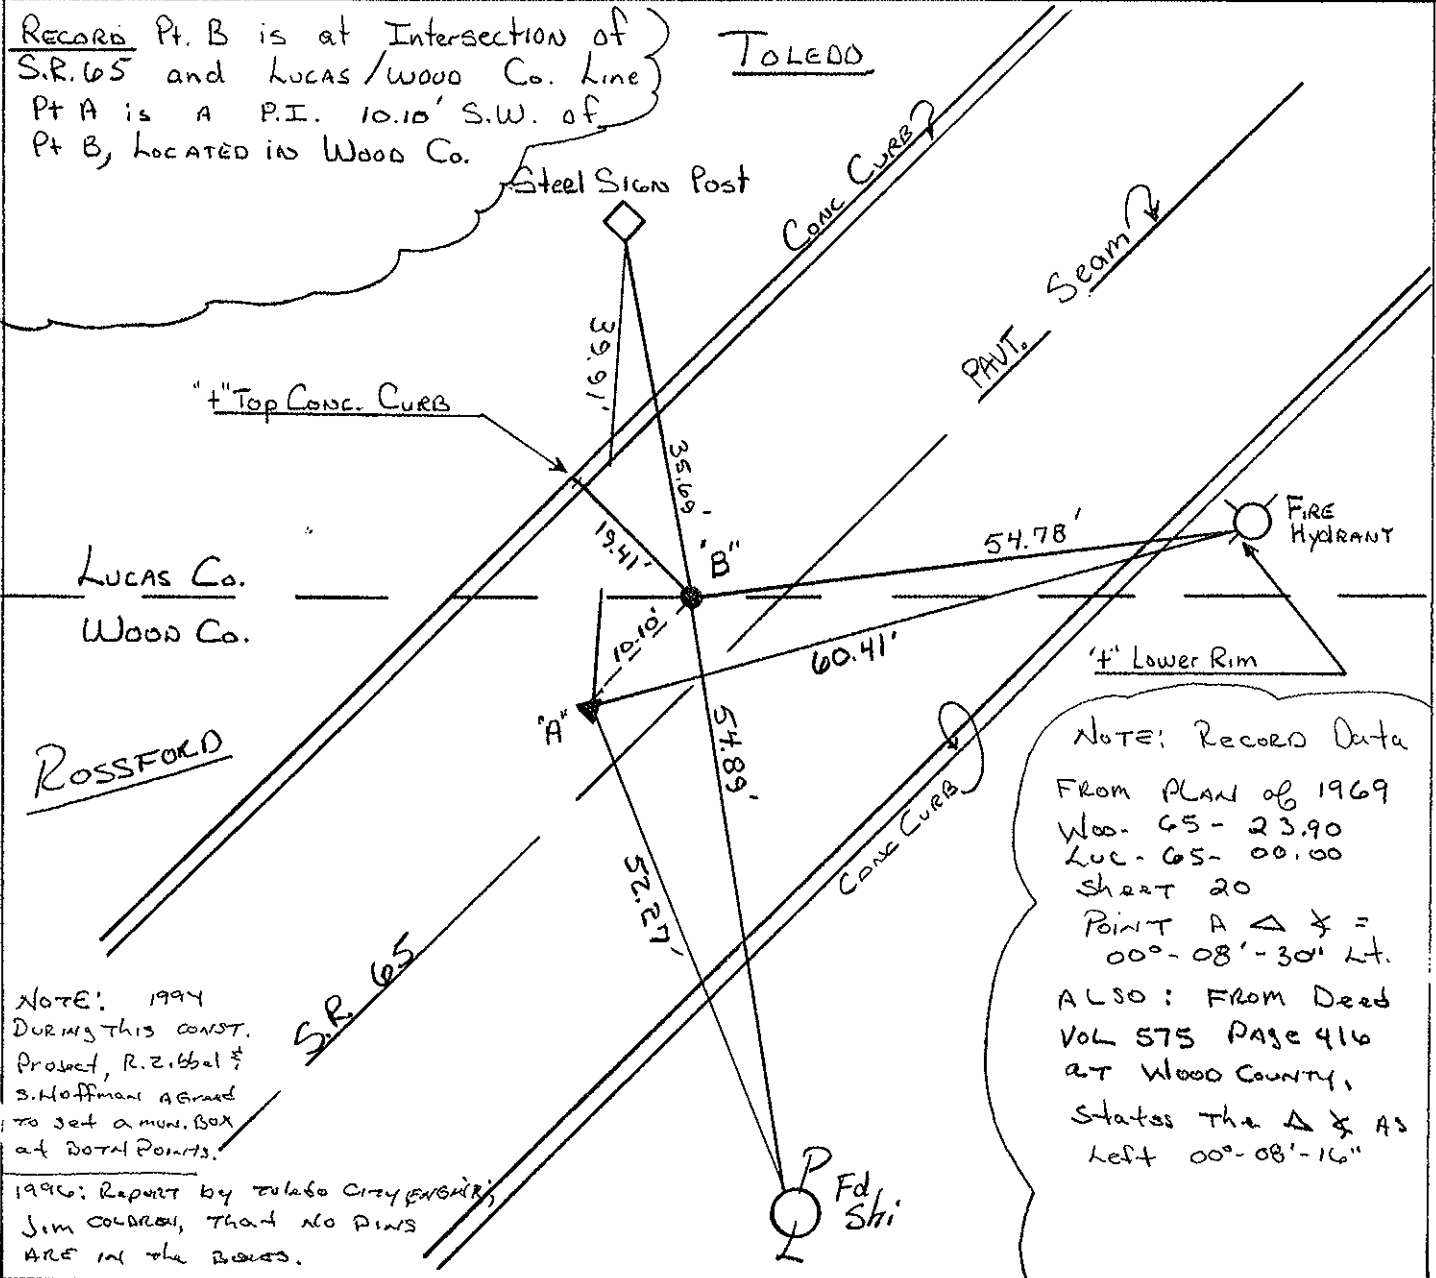 RECORD Pt. B is at Intersection of
S.R. 65 and LUCAS/WOOD Co. Line
Pt A is A P.I. 10.10' S.W. of
Pt B, LOCATED in WOOD Co.
TOLEDO
Steel SIGN Post
CONC CURB
Seam
PAVT.
39.91'
"+" Top CONC. CURB
35.69'
19.41'
"B"
54.78'
FIRE
HYDRANT
LUCAS Co.
WOOD Co.
10.10'
60.41'
"+" Lower Rim
"A"
54.89'
ROSSFORD
52.27'
CONC CURB
S.R. 65
NOTE: RECORD Data
FROM PLAN of 1969
Woo- 65- 23.90
LUC- 65- 00.00
Sheet 20
POINT A Δ ∡ =
00°-08'-30" Lt.
ALSO: FROM Deed
VOL 575 PAge 416
at WOOD COUNTY,
States The Δ ∡ AS
Left 00°-08'-16"
NOTE: 1994
DURING THIS CONST.
Project, R. Zibbel &
S. Hoffman AGreed
TO set a mon. BOX
at BOTH POINTS.
1996: REPORT by Toledo CITY ENGIN'R,
Jim COLDREN, That NO PINS
ARE IN the BOXES.
P
L
Fd
Shi